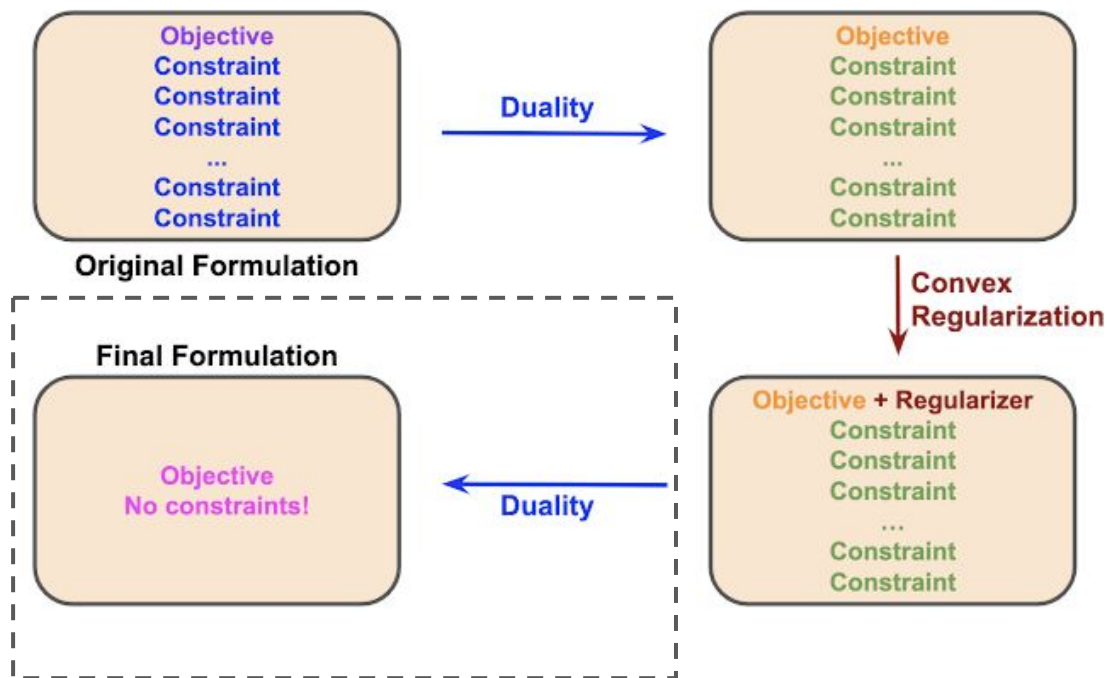 Objective
Constraint
Constraint
Constraint
...
Constraint
Constraint
Original Formulation
Duality
Objective
Constraint
Constraint
Constraint
...
Constraint
Constraint
Convex
Regularization
Objective + Regularizer
Constraint
Constraint
Constraint
...
Constraint
Constraint
Duality
Final Formulation
Objective
No constraints!